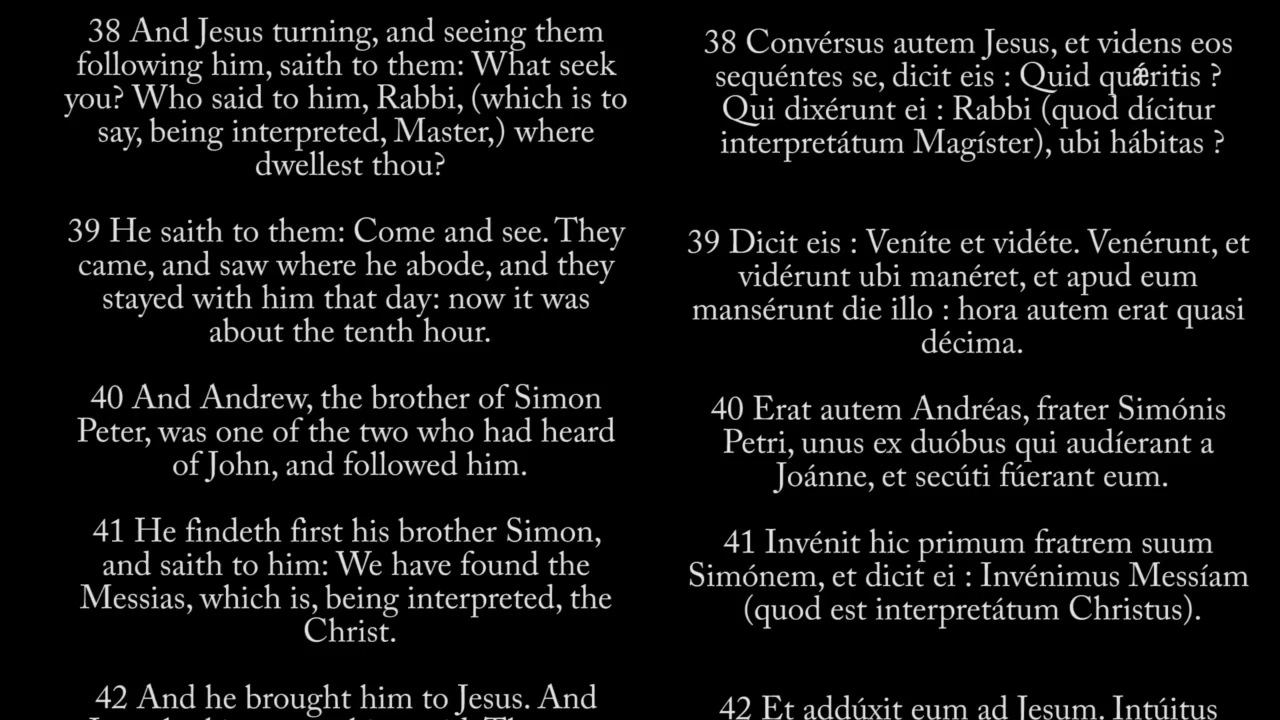 38 And Jesus turning, and seeing them
following him, saith to them: What seek
you? Who said to him, Rabbi, (which is to
say, being interpreted, Master,) where
dwellest thou?
39 He saith to them: Come and see. They
came, and saw where he abode, and they
stayed with him that day: now it was
about the tenth hour.
40 And Andrew, the brother of Simon
Peter, was one of the two who had heard
of John, and followed him.
41 He findeth first his brother Simon,
and saith to him: We have found the
Messias, which is, being interpreted, the
Christ.
42 And he brought him to Jesus. And
38 Convérsus autem Jesus, et videns eos
sequéntes se, dicit eis : Quid quǽritis ?
Qui dixérunt ei : Rabbi (quod dícitur
interpretátum Magíster), ubi hábitas ?
39 Dicit eis : Veníte et vidéte. Venérunt, et
vidérunt ubi manéret, et apud eum
mansérunt die illo : hora autem erat quasi
décima.
40 Erat autem Andréas, frater Simónis
Petri, unus ex duóbus qui audíerant a
Joánne, et secúti fúerant eum.
41 Invénit hic primum fratrem suum
Simónem, et dicit ei : Invénimus Messíam
(quod est interpretátum Christus).
42 Et addúxit eum ad Jesum. Intúitus